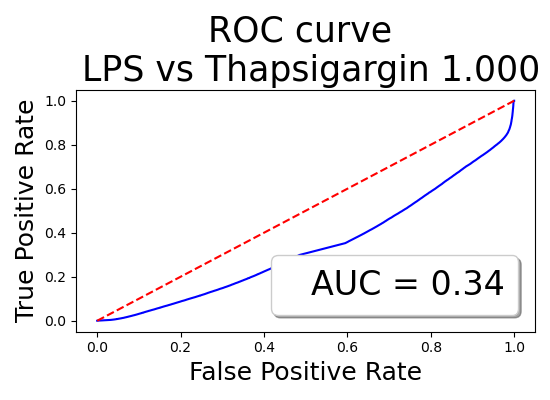 ROC curve
LPS vs Thapsigargin 1.000
True Positive Rate
1.0
0.8
0.6
0.4
0.2
0.0
AUC = 0.34
0.0 0.2 0.4 0.6 0.8 1.0
False Positive Rate